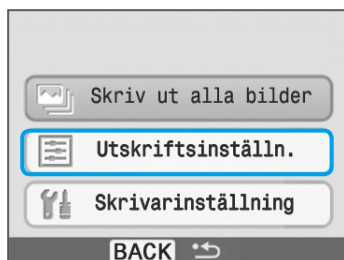 Skriv ut alla bilder
Utskriftsinställn.
Skrivarinställning
BACK